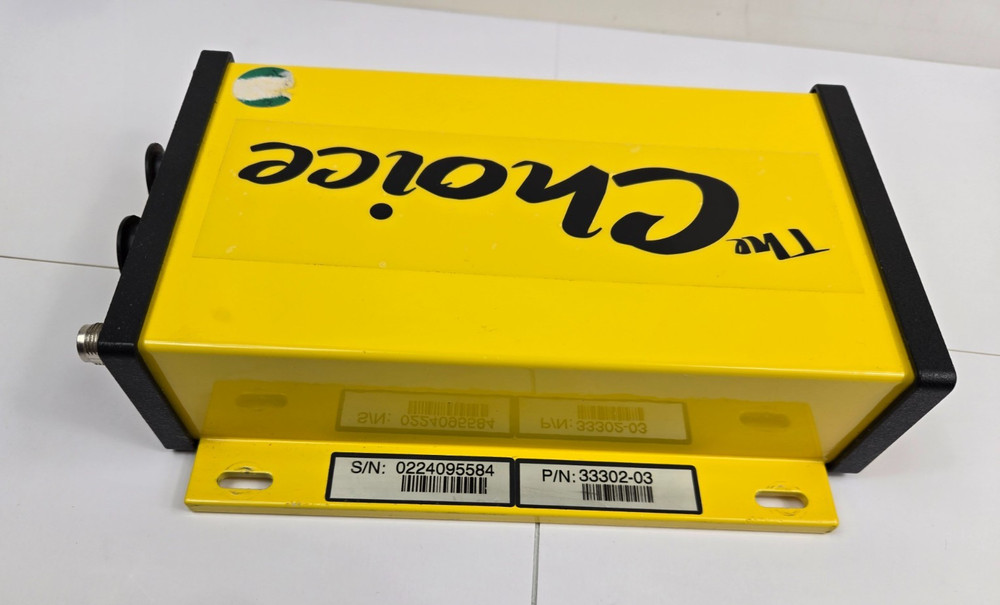 The Choice
S/N: 0224095584
P/N: 33302-03